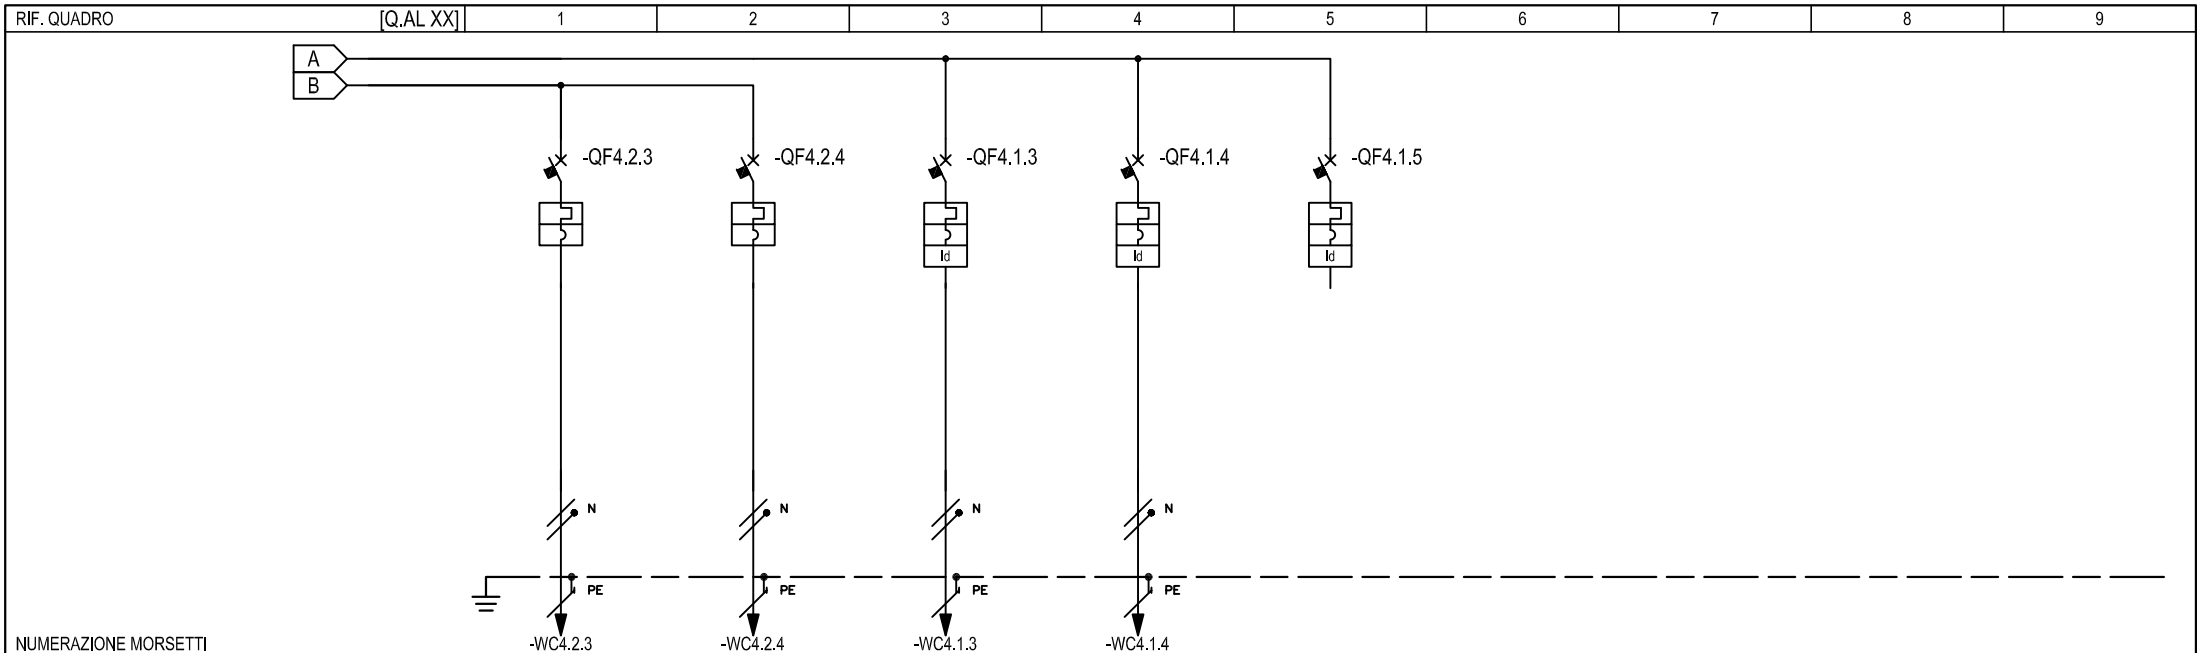 RIF. QUADRO [Q.AL XX] 1 2 3 4 5 6 7 8 9
A
B
-QF4.2.3 -QF4.2.4 -QF4.1.3 -QF4.1.4 -QF4.1.5
Id Id Id
N N N N
PE PE PE PE
NUMERAZIONE MORSETTI -WC4.2.3 -WC4.2.4 -WC4.1.3 -WC4.1.4